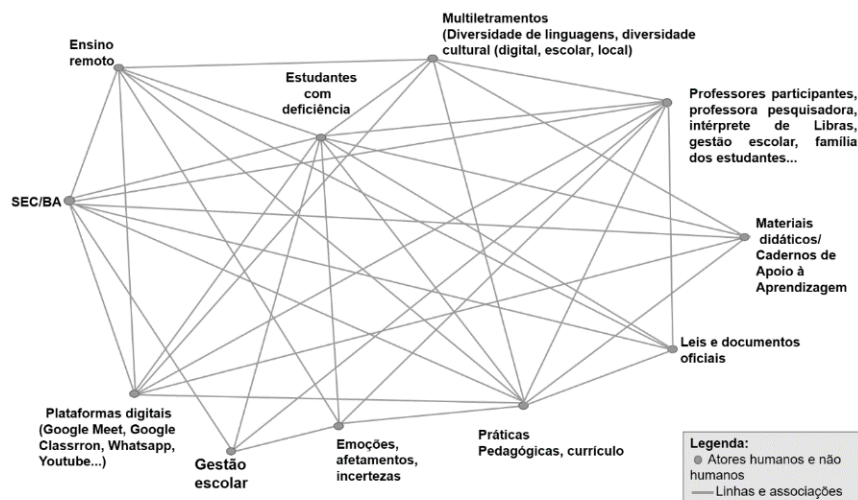 Multiletramentos
(Diversidade de linguagens, diversidade
cultural (digital, escolar, local)
Ensino
remoto
Estudantes
com
deficiência
Professores participantes,
professora pesquisadora,
intérprete de Libras,
gestão escolar, família
dos estudantes...
SEC/BA
Materiais
didáticos/
Cadernos de
Apoio à
Aprendizagem
Leis e documentos
oficiais
Plataformas digitais
(Google Meet, Google
Classrron, Whatsapp,
Youtube...)
Gestão
escolar
Emoções,
afetamentos,
incertezas
Práticas
Pedagógicas, currículo
Legenda:
Atores humanos e não
humanos
Linhas e associações